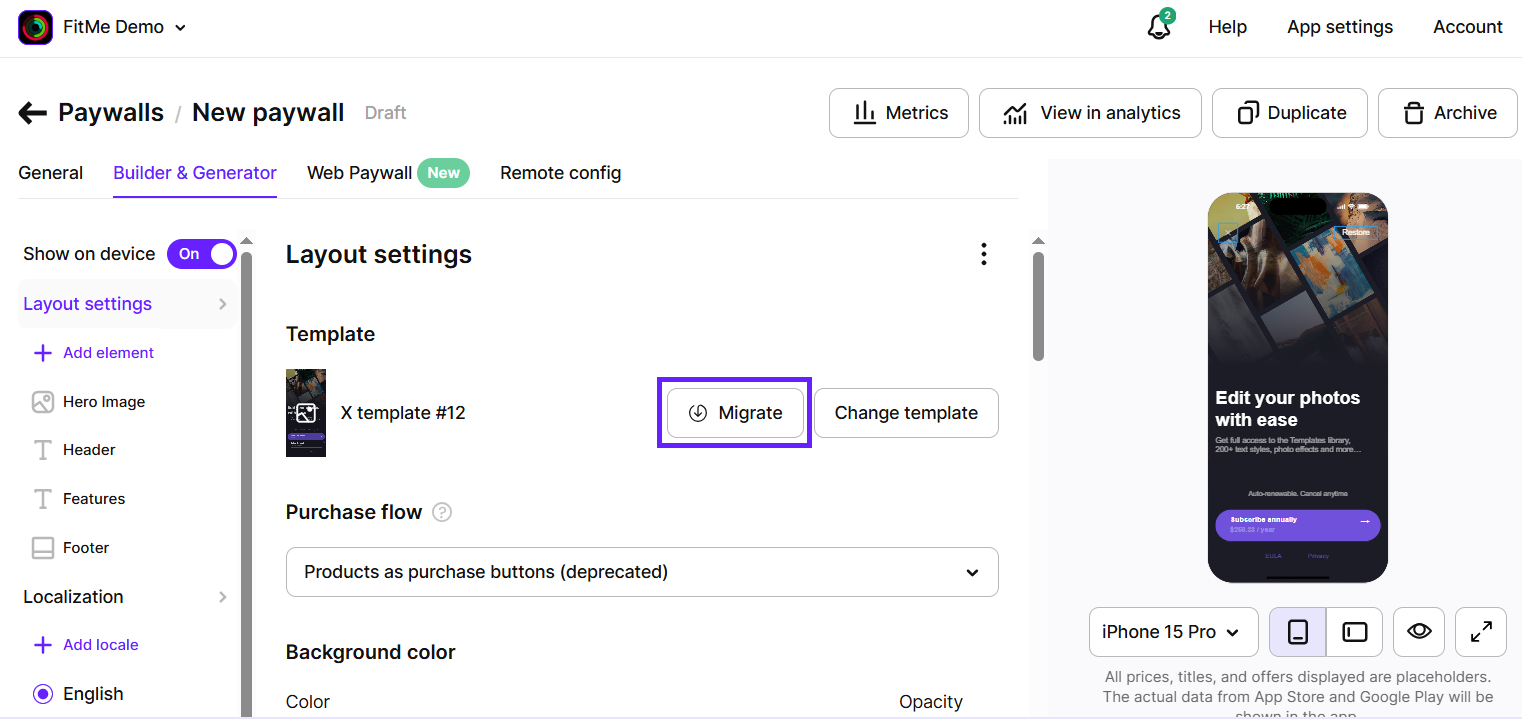 FitMe Demo
2
Help
App settings
Account
Paywalls / New paywall
Draft
Metrics
View in analytics
Duplicate
Archive
General
Builder & Generator
Web Paywall
New
Remote config
Show on device
On
Layout settings
Add element
Hero Image
Header
Features
Footer
Localization
Add locale
English
Layout settings
Template
X template #12
Migrate
Change template
Purchase flow
?
Products as purchase buttons (deprecated)
Background color
Color
Opacity
Restore
Edit your photos
with ease
Get full access to the Templates library,
200+ text styles, photo effects and more...
Auto-renewable. Cancel anytime
Subscribe annually
/ year
EULA
Privacy
iPhone 15 Pro
All prices, titles, and offers displayed are placeholders.
The actual data from App Store and Google Play will be
shown in the app